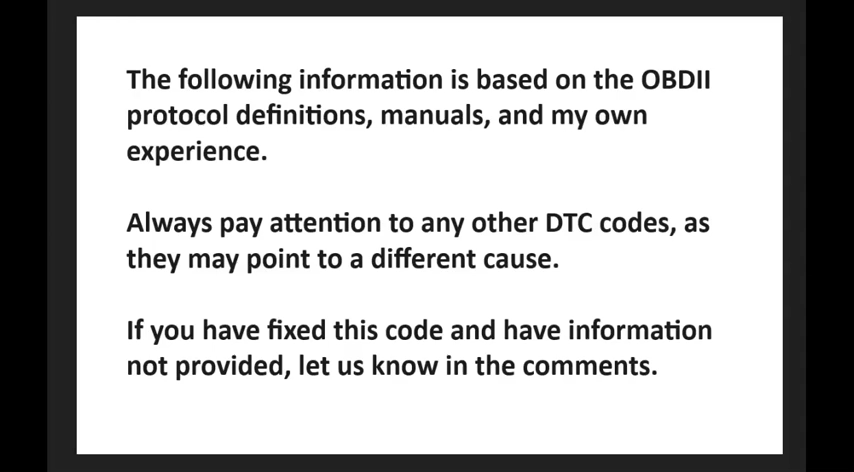 The following information is based on the OBDII
protocol definitions, manuals, and my own
experience.
Always pay attention to any other DTC codes, as
they may point to a different cause.
If you have fixed this code and have information
not provided, let us know in the comments.